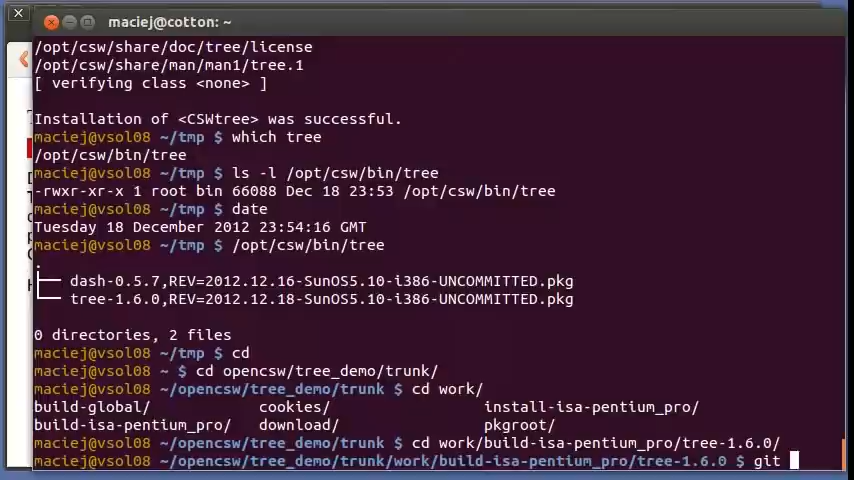 maciej@cotton: ~
/opt/csw/share/doc/tree/license
/opt/csw/share/man/man1/tree.1
[ verifying class <none> ]
Installation of <CSWtree> was successful.
maciej@vsol08 ~/tmp $ which tree
/opt/csw/bin/tree
maciej@vsol08 ~/tmp $ ls -l /opt/csw/bin/tree
-rwxr-xr-x 1 root bin 66088 Dec 18 23:53 /opt/csw/bin/tree
maciej@vsol08 ~/tmp $ date
Tuesday 18 December 2012 23:54:16 GMT
maciej@vsol08 ~/tmp $ /opt/csw/bin/tree
.
├── dash-0.5.7,REV=2012.12.16-SunOS5.10-i386-UNCOMMITTED.pkg
└── tree-1.6.0,REV=2012.12.18-SunOS5.10-i386-UNCOMMITTED.pkg
0 directories, 2 files
maciej@vsol08 ~/tmp $ cd
maciej@vsol08 ~ $ cd opencsw/tree_demo/trunk/
maciej@vsol08 ~/opencsw/tree_demo/trunk $ cd work/
build-global/ cookies/ install-isa-pentium_pro/
build-isa-pentium_pro/ download/ pkgroot/
maciej@vsol08 ~/opencsw/tree_demo/trunk $ cd work/build-isa-pentium_pro/tree-1.6.0/
maciej@vsol08 ~/opencsw/tree_demo/trunk/work/build-isa-pentium_pro/tree-1.6.0 $ git